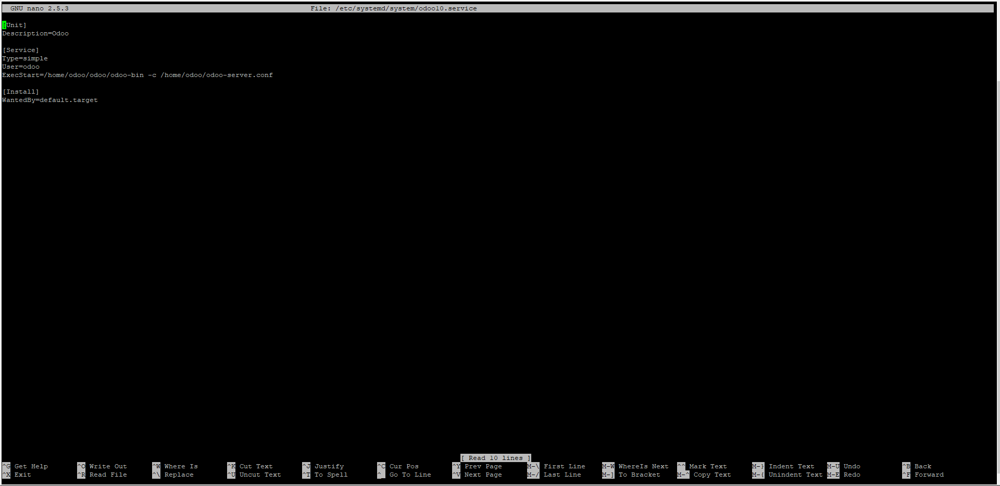 GNU nano 2.5.3 File: /etc/systemd/system/odoo10.service
[Unit]
Description=Odoo
[Service]
Type=simple
User=odoo
ExecStart=/home/odoo/odoo/odoo-bin -c /home/odoo/odoo-server.conf
[Install]
WantedBy=default.target
[ Read 10 lines ]
^G Get Help ^O Write Out ^W Where Is ^K Cut Text ^J Justify ^C Cur Pos ^Y Prev Page M-\ First Line M-W WhereIs Next ^^ Mark Text M-} Indent Text M-U Undo ^B Back
^X Exit ^R Read File ^\ Replace ^U Uncut Text ^T To Spell ^_ Go To Line ^V Next Page M-/ Last Line M-] To Bracket M-^ Copy Text M-{ Unindent Text M-E Redo ^F Forward